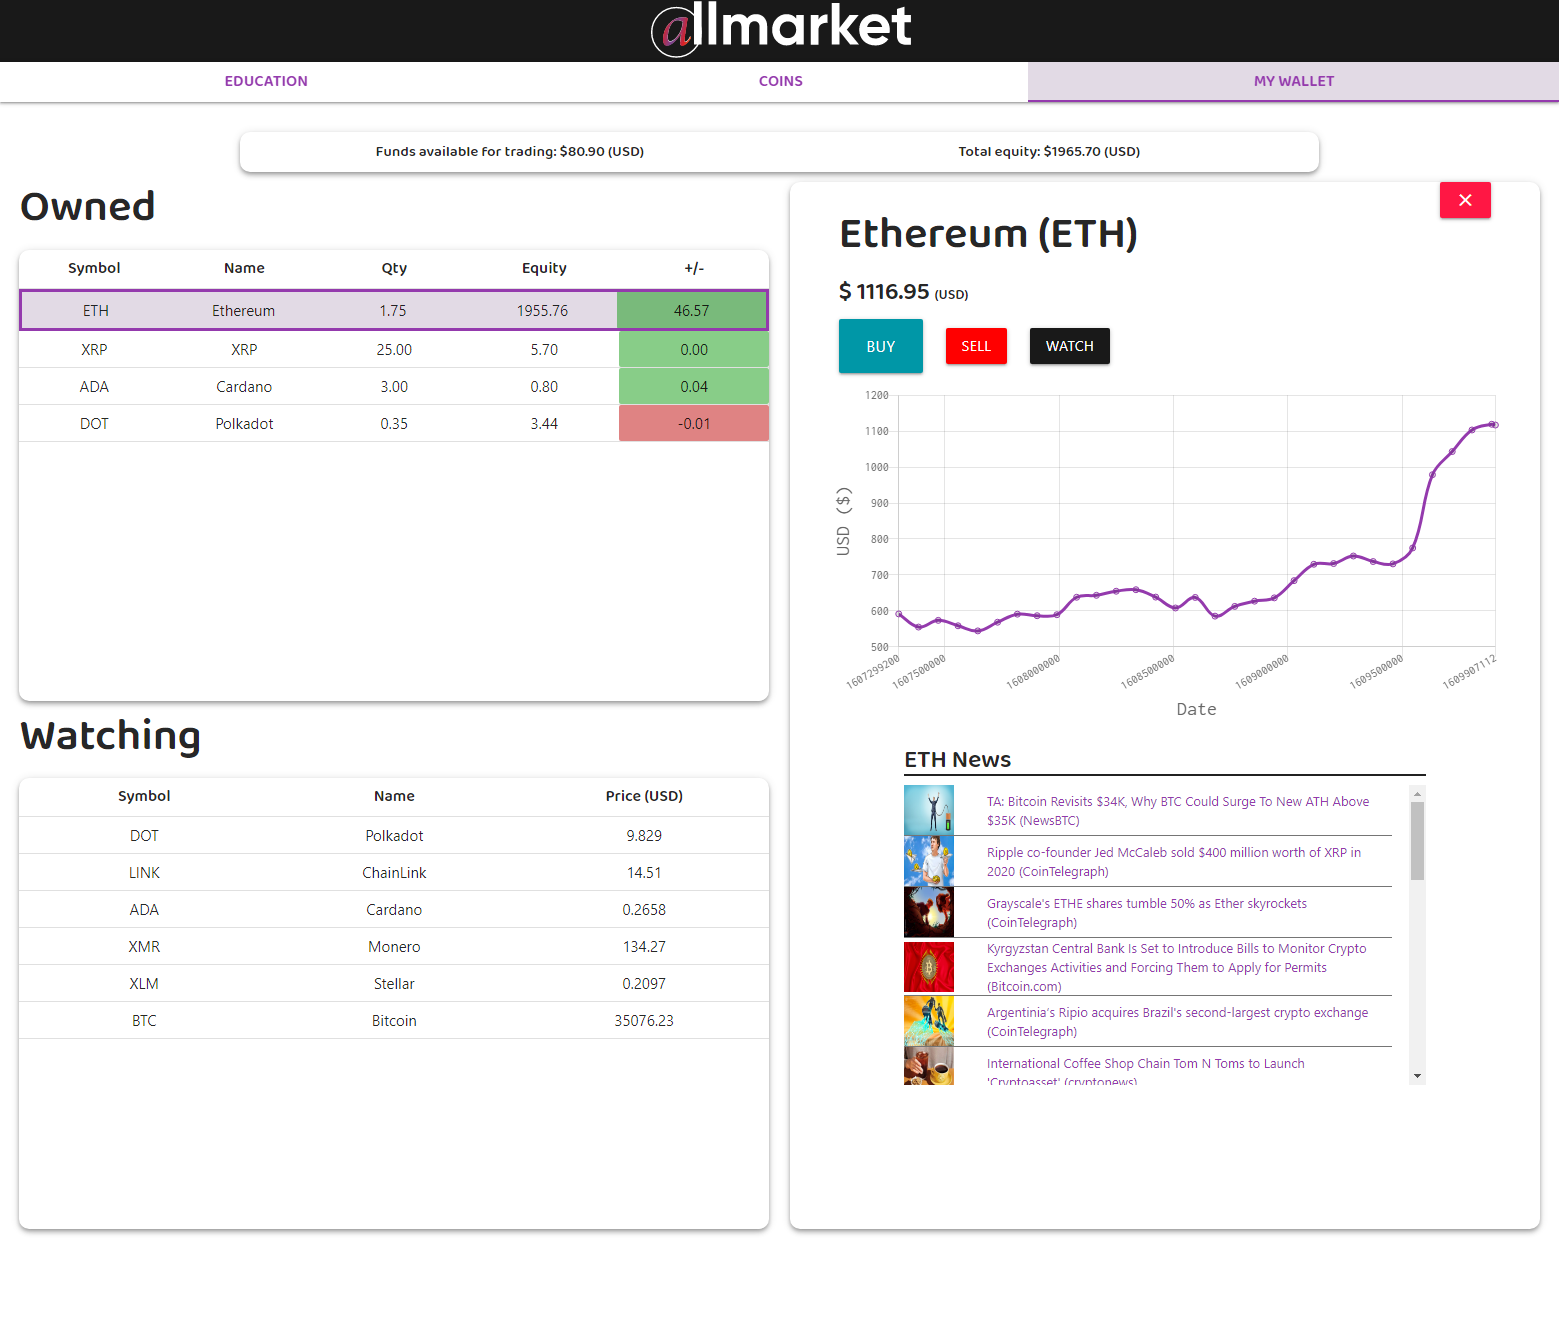 allmarket
EDUCATION COINS MY WALLET
Funds available for trading: $80.90 (USD) Total equity: $1965.70 (USD)
Owned
Symbol Name Qty Equity +/-
ETH Ethereum 1.75 1955.76 46.57
XRP XRP 25.00 5.70 0.00
ADA Cardano 3.00 0.80 0.04
DOT Polkadot 0.35 3.44 -0.01
Watching
Symbol Name Price (USD)
DOT Polkadot 9.829
LINK ChainLink 14.51
ADA Cardano 0.2658
XMR Monero 134.27
XLM Stellar 0.2097
BTC Bitcoin 35076.23
×
Ethereum (ETH)
$ 1116.95 (USD)
BUY SELL WATCH
1200
1100
1000
900
800
700
600
500
USD ($)
1607299200 1607500000 1608000000 1608500000 1609000000 1609500000 1609907112
Date
ETH News
TA: Bitcoin Revisits $34K, Why BTC Could Surge To New ATH Above
$35K (NewsBTC)
Ripple co-founder Jed McCaleb sold $400 million worth of XRP in
2020 (CoinTelegraph)
Grayscale's ETHE shares tumble 50% as Ether skyrockets
(CoinTelegraph)
Kyrgyzstan Central Bank Is Set to Introduce Bills to Monitor Crypto
Exchanges Activities and Forcing Them to Apply for Permits
(Bitcoin.com)
Argentinia's Ripio acquires Brazil's second-largest crypto exchange
(CoinTelegraph)
International Coffee Shop Chain Tom N Toms to Launch
'Cryptoasset' (cryptonews)